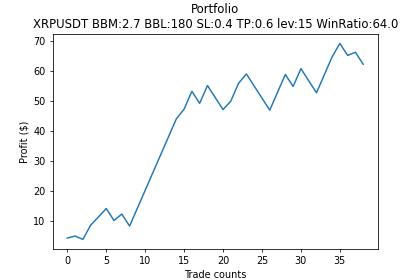 Portfolio
XRPUSDT BBM:2.7 BBL:180 SL:0.4 TP:0.6 lev:15 WinRatio:64.0
70
60
50
40
30
20
10
Profit ($)
0 5 10 15 20 25 30 35
Trade counts